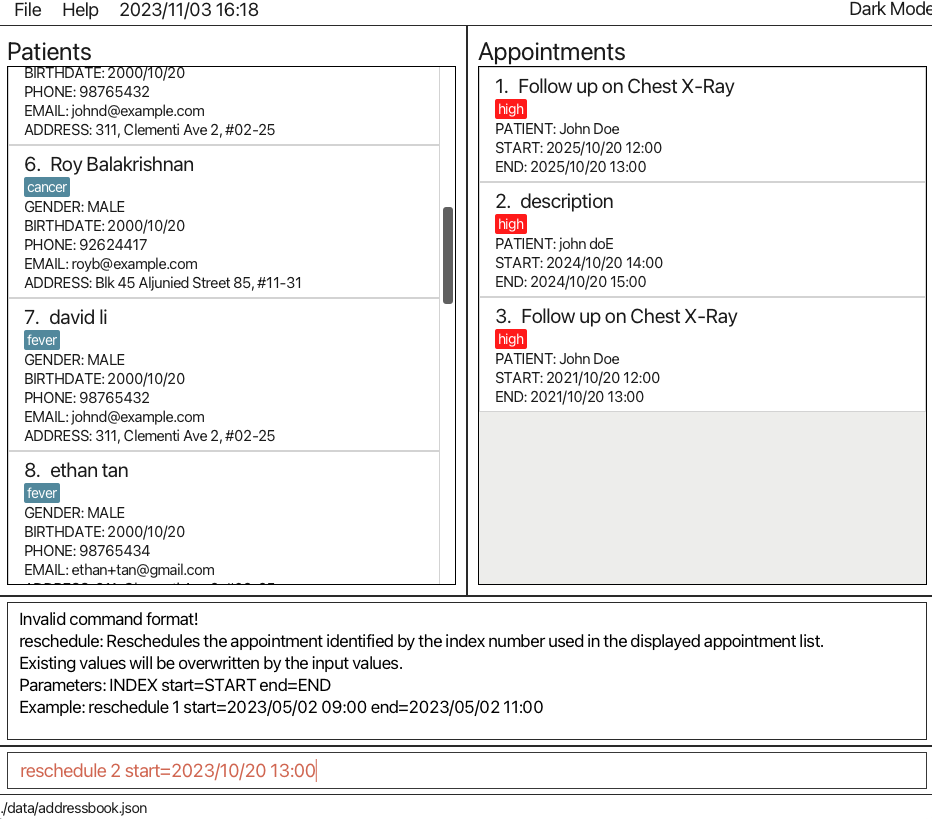 File Help 2023/11/03 16:18 Dark Mode
Patients
BIRTHDATE: 2000/10/20
PHONE: 98765432
EMAIL: johnd@example.com
ADDRESS: 311, Clementi Ave 2, #02-25
6. Roy Balakrishnan
cancer
GENDER: MALE
BIRTHDATE: 2000/10/20
PHONE: 92624417
EMAIL: royb@example.com
ADDRESS: Blk 45 Aljunied Street 85, #11-31
7. david li
fever
GENDER: MALE
BIRTHDATE: 2000/10/20
PHONE: 98765432
EMAIL: johnd@example.com
ADDRESS: 311, Clementi Ave 2, #02-25
8. ethan tan
fever
GENDER: MALE
BIRTHDATE: 2000/10/20
PHONE: 98765434
EMAIL: ethan+tan@gmail.com
Appointments
1. Follow up on Chest X-Ray
high
PATIENT: John Doe
START: 2025/10/20 12:00
END: 2025/10/20 13:00
2. description
high
PATIENT: john doE
START: 2024/10/20 14:00
END: 2024/10/20 15:00
3. Follow up on Chest X-Ray
high
PATIENT: John Doe
START: 2021/10/20 12:00
END: 2021/10/20 13:00
Invalid command format!
reschedule: Reschedules the appointment identified by the index number used in the displayed appointment list.
Existing values will be overwritten by the input values.
Parameters: INDEX start=START end=END
Example: reschedule 1 start=2023/05/02 09:00 end=2023/05/02 11:00
reschedule 2 start=2023/10/20 13:00
./data/addressbook.json